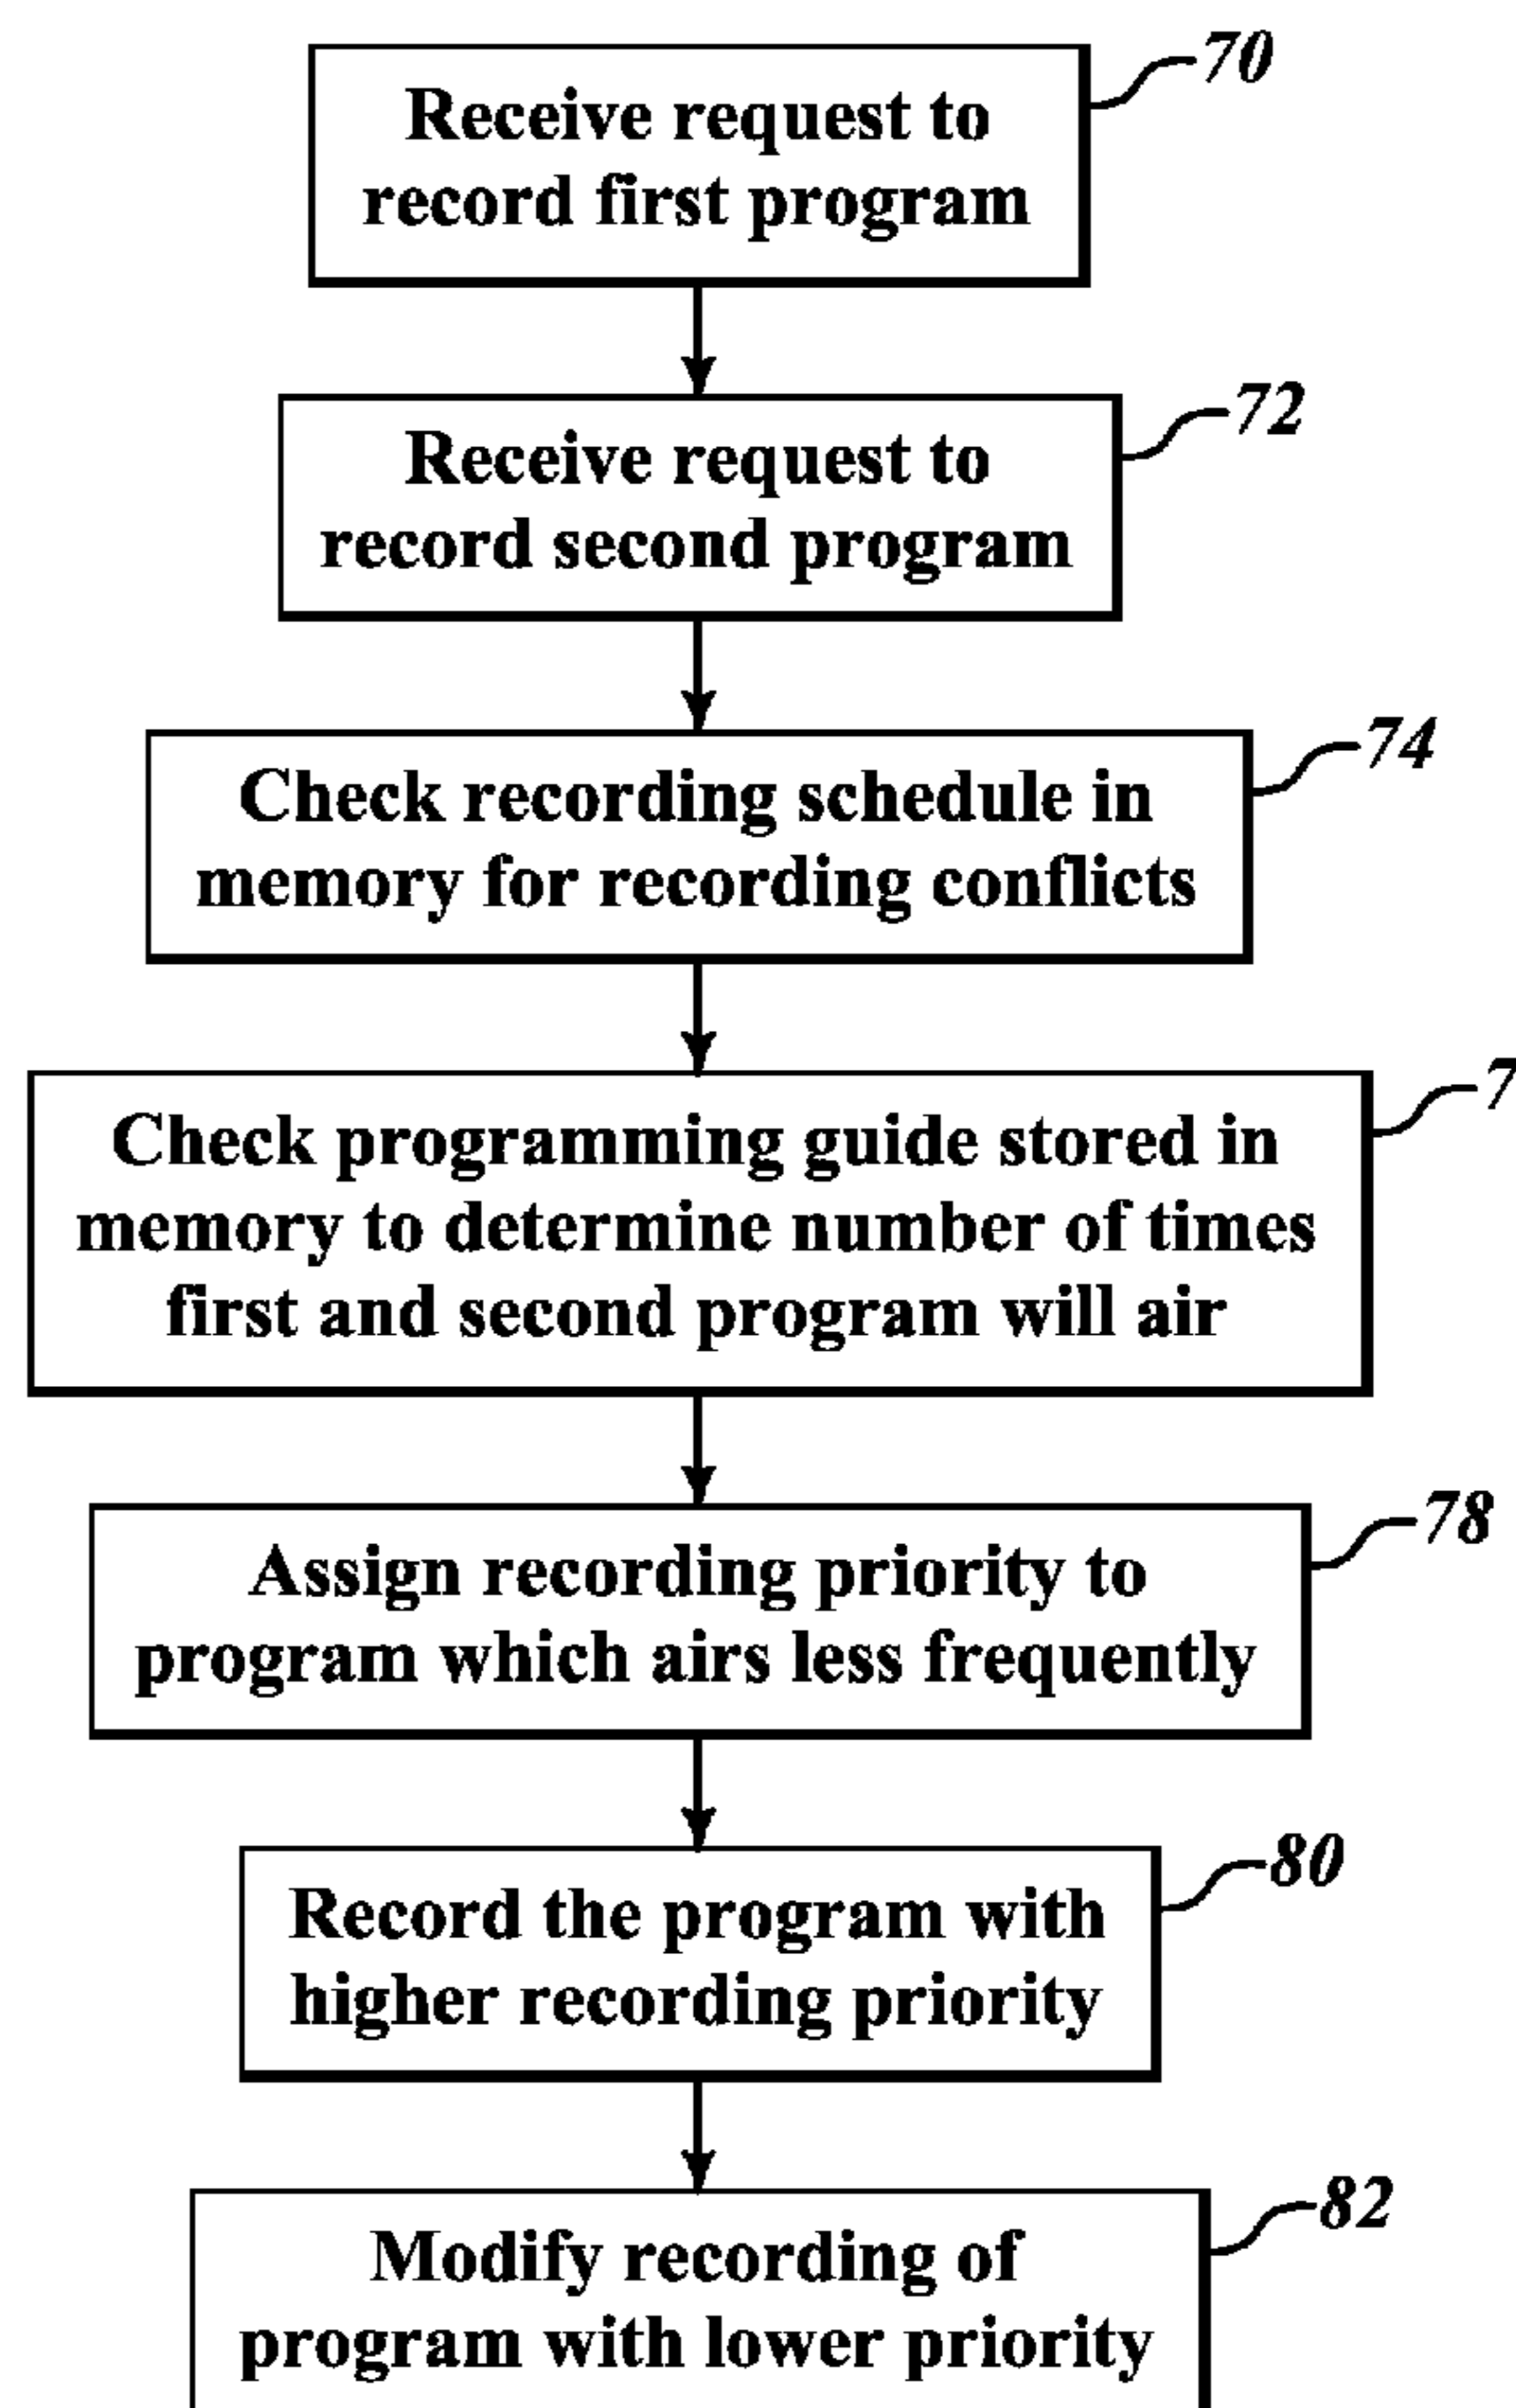 70
Receive request to
record first program
72
Receive request to
record second program
74
Check recording schedule in
memory for recording conflicts
7
Check programming guide stored in
memory to determine number of times
first and second program will air
78
Assign recording priority to
program which airs less frequently
80
Record the program with
higher recording priority
82
Modify recording of
program with lower priority